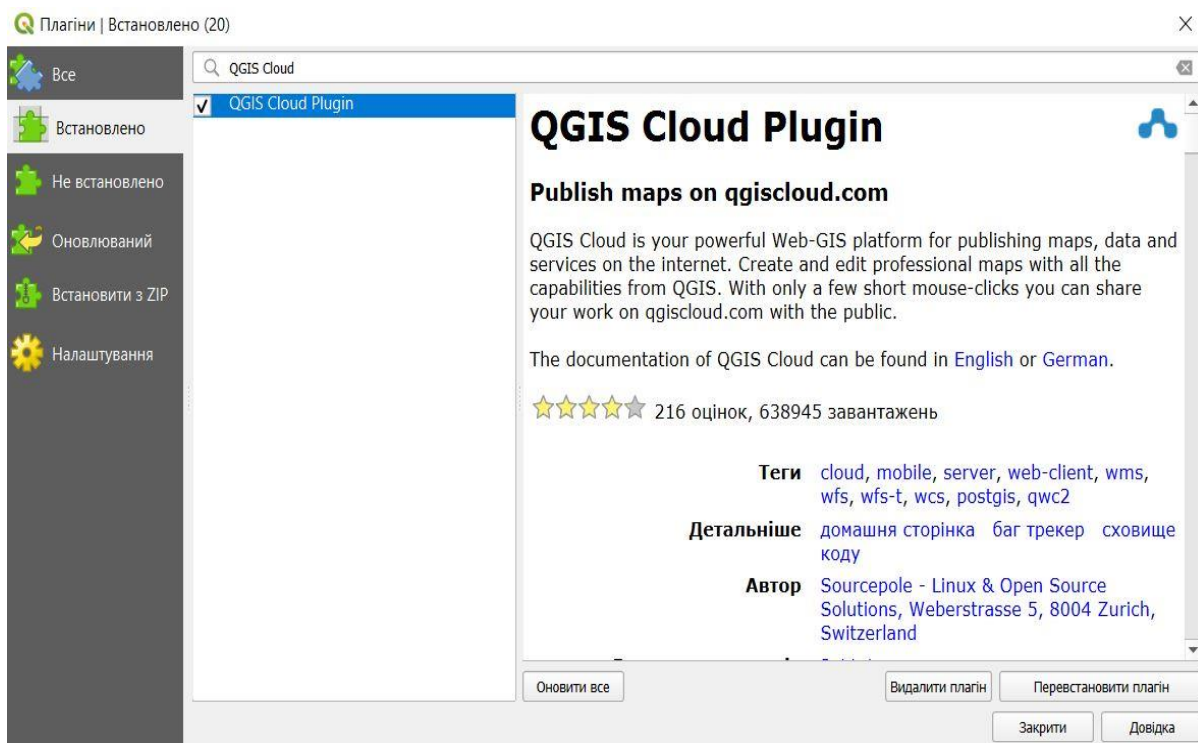 Плагіни | Встановлено (20)
Все
Встановлено
Не встановлено
Оновлюваний
Встановити з ZIP
Налаштування
QGIS Cloud
QGIS Cloud Plugin
QGIS Cloud Plugin
Publish maps on qgiscloud.com
QGIS Cloud is your powerful Web-GIS platform for publishing maps, data and
services on the internet. Create and edit professional maps with all the
capabilities from QGIS. With only a few short mouse-clicks you can share
your work on qgiscloud.com with the public.
The documentation of QGIS Cloud can be found in English or German.
216 оцінок, 638945 завантажень
Теги cloud, mobile, server, web-client, wms,
wfs, wfs-t, wcs, postgis, qwc2
Детальніше домашня сторінка баг трекер сховище
коду
Автор Sourcepole - Linux & Open Source
Solutions, Weberstrasse 5, 8004 Zurich,
Switzerland
Оновити все Видалити плагін Перевстановити плагін
Закрити Довідка